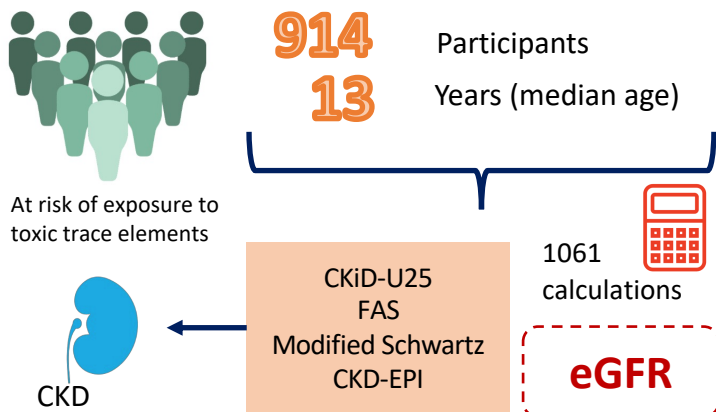 914 Participants
13 Years (median age)
At risk of exposure to
toxic trace elements
1061
calculations
CKiD-U25
FAS
Modified Schwartz
CKD-EPI
eGFR
CKD